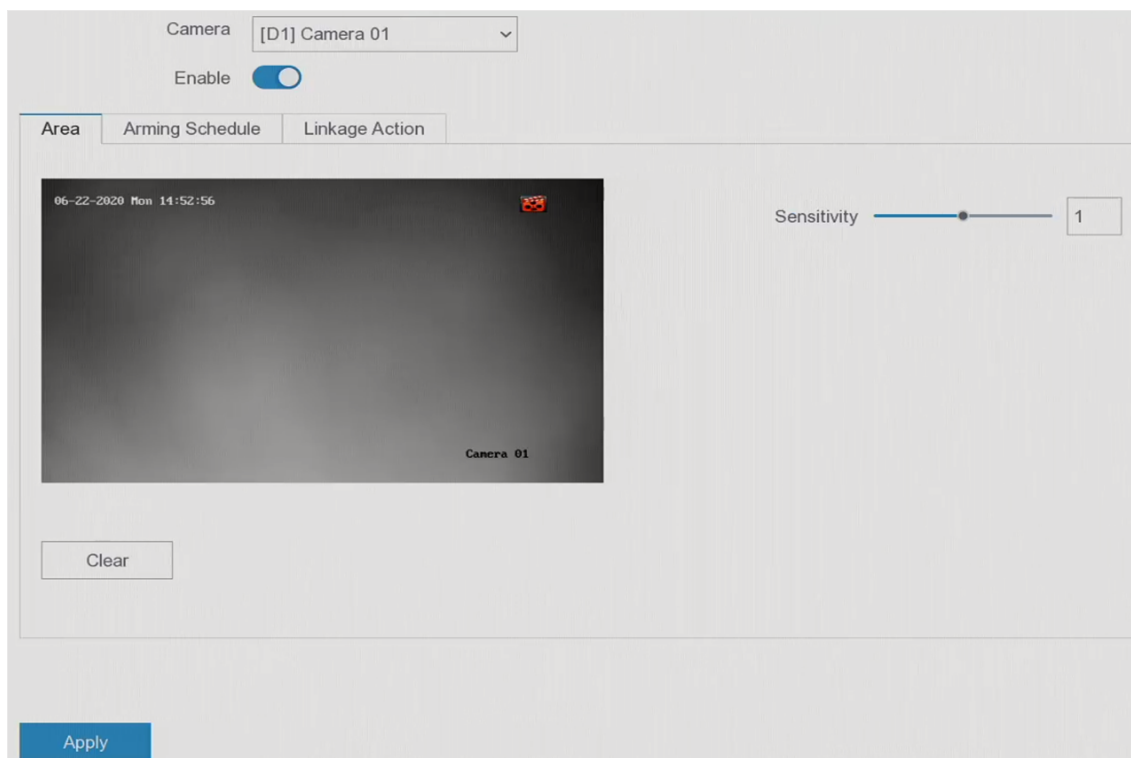 Camera [D1] Camera 01
Enable
Area Arming Schedule Linkage Action
06-22-2020 Mon 14:52:56
Sensitivity 1
Camera 01
Clear
Apply